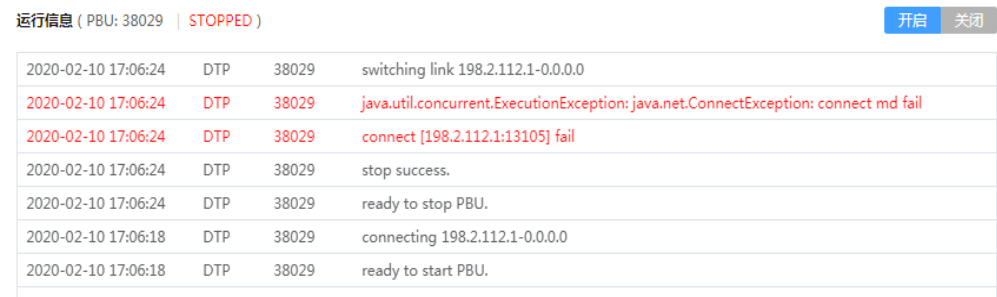 运行信息 ( PBU: 38029 | STOPPED ) 开启 关闭
2020-02-10 17:06:24 DTP 38029 switching link 198.2.112.1-0.0.0.0
2020-02-10 17:06:24 DTP 38029 java.util.concurrent.ExecutionException: java.net.ConnectException: connect md fail
2020-02-10 17:06:24 DTP 38029 connect [198.2.112.1:13105] fail
2020-02-10 17:06:24 DTP 38029 stop success.
2020-02-10 17:06:24 DTP 38029 ready to stop PBU.
2020-02-10 17:06:18 DTP 38029 connecting 198.2.112.1-0.0.0.0
2020-02-10 17:06:18 DTP 38029 ready to start PBU.